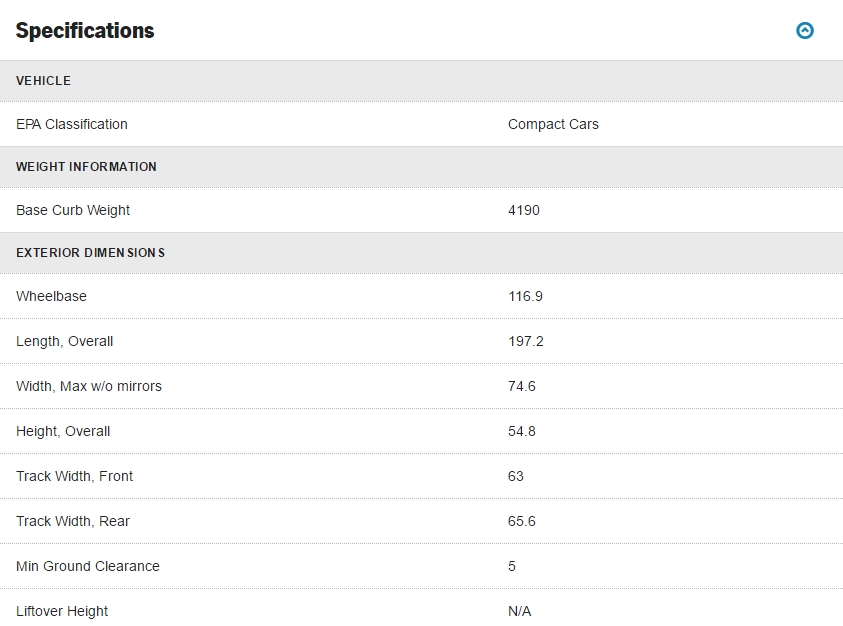 Specifications
VEHICLE
EPA Classification Compact Cars
WEIGHT INFORMATION
Base Curb Weight 4190
EXTERIOR DIMENSIONS
Wheelbase 116.9
Length, Overall 197.2
Width, Max w/o mirrors 74.6
Height, Overall 54.8
Track Width, Front 63
Track Width, Rear 65.6
Min Ground Clearance 5
Liftover Height N/A